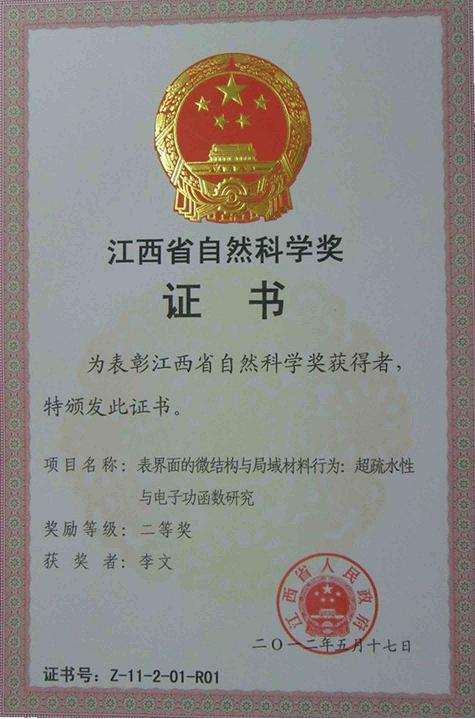 江西省自然科学奖
证 书
为表彰江西省自然科学奖获得者，
特颁发此证书。
项目名称：表界面的微结构与局域材料行为：超疏水性
与电子功函数研究
奖励等级：二等奖
获 奖 者：李文
江西省人民政府
二〇一二年五月十七日
证书号：Z-11-2-01-R01